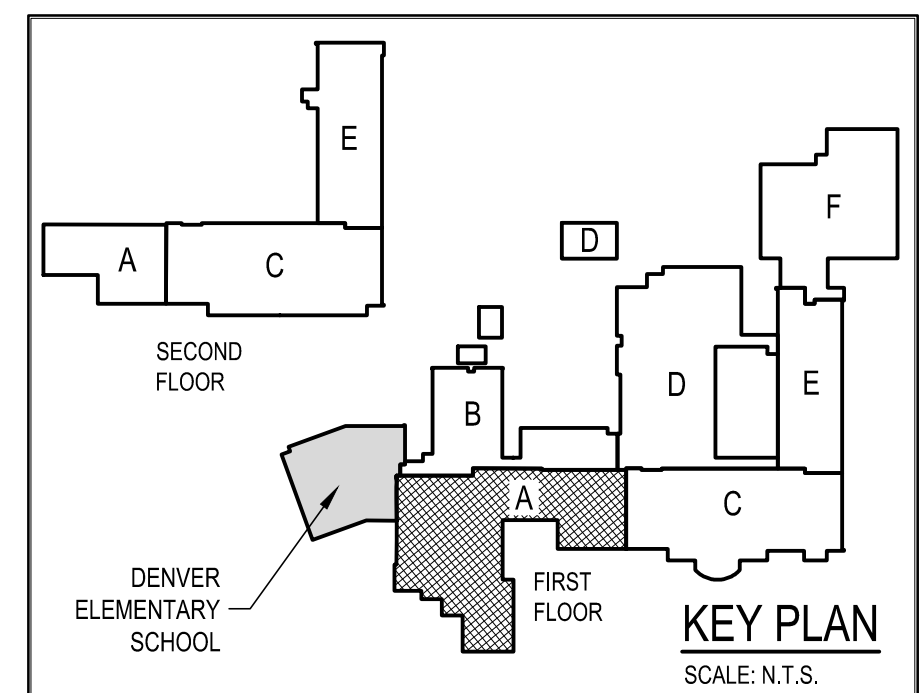 E
A
C
SECOND
FLOOR
F
D
B
D
E
A
C
DENVER
ELEMENTARY
SCHOOL
FIRST
FLOOR
KEY PLAN
SCALE: N.T.S.